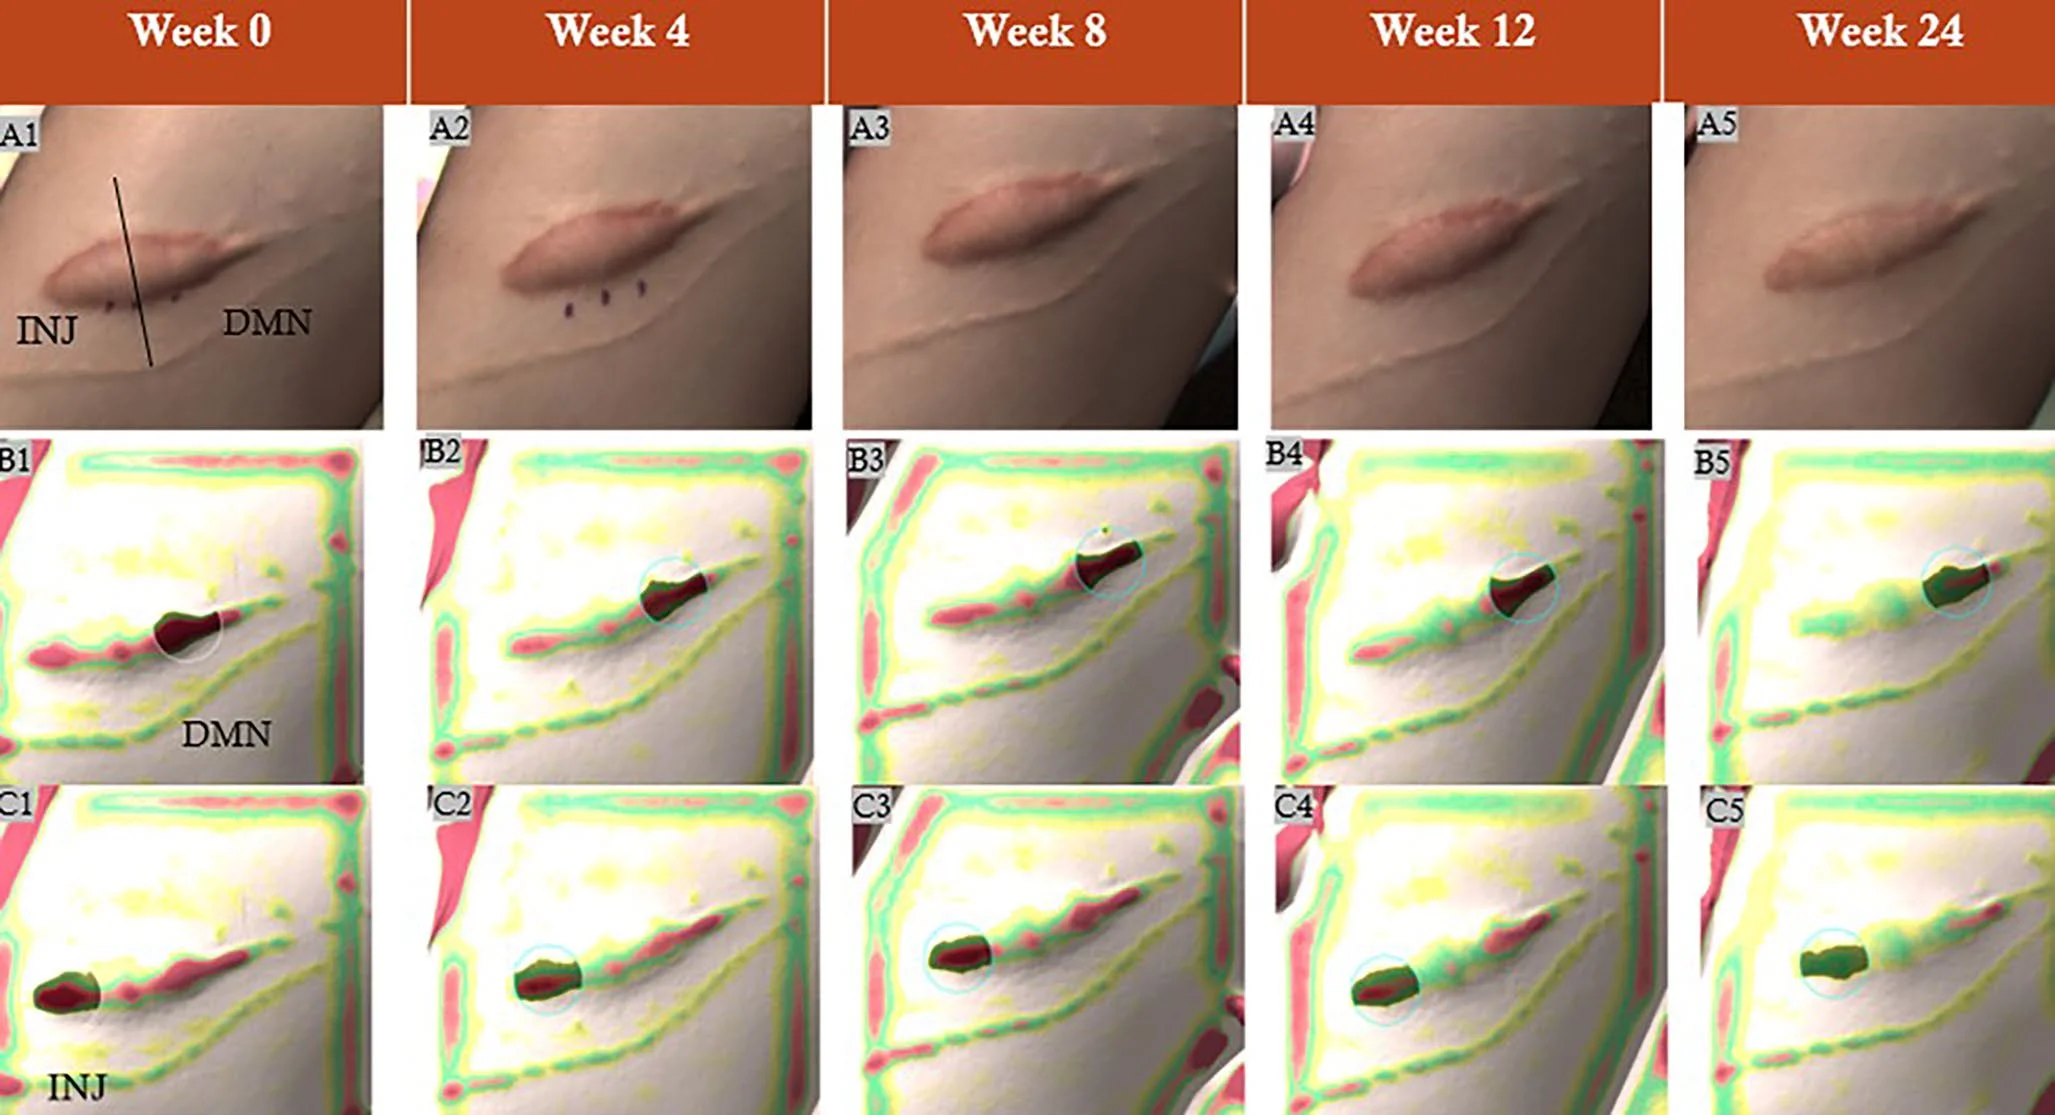 Week 0 Week 4 Week 8 Week 12 Week 24
A1 A2 A3 A4 A5
INJ DMN
B1 B2 B3 B4 B5
DMN
C1 C2 C3 C4 C5
INJ